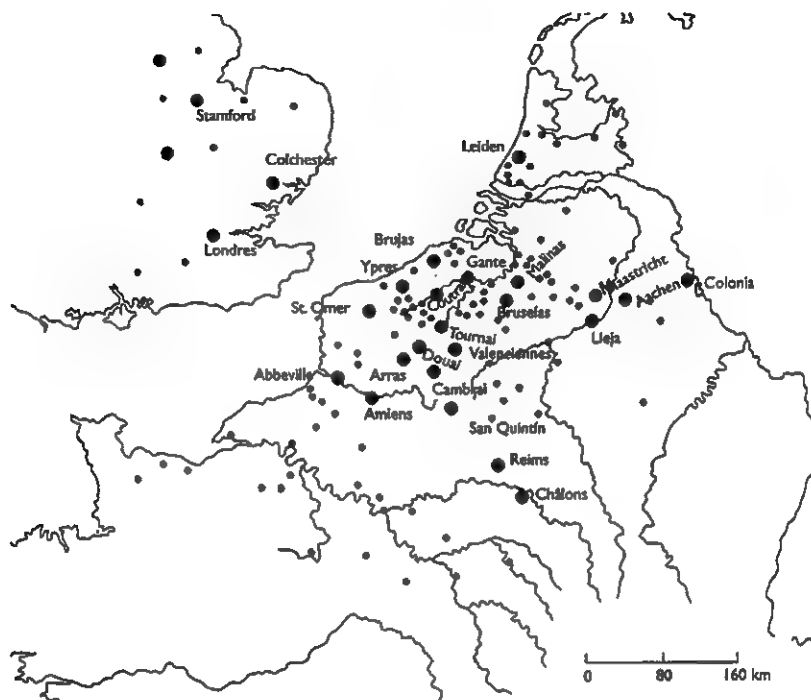 Stamford
Colchester
Londres
Leiden
Brujas
Gante
Malinas
Ypres
Courtrai
Maastricht
Aachen
Colonia
St. Omer
Bruselas
Tournai
Lieja
Douai
Valenciennes
Abbeville
Arras
Cambrai
Amiens
San Quintín
Reims
Châlons
0 80 160 km